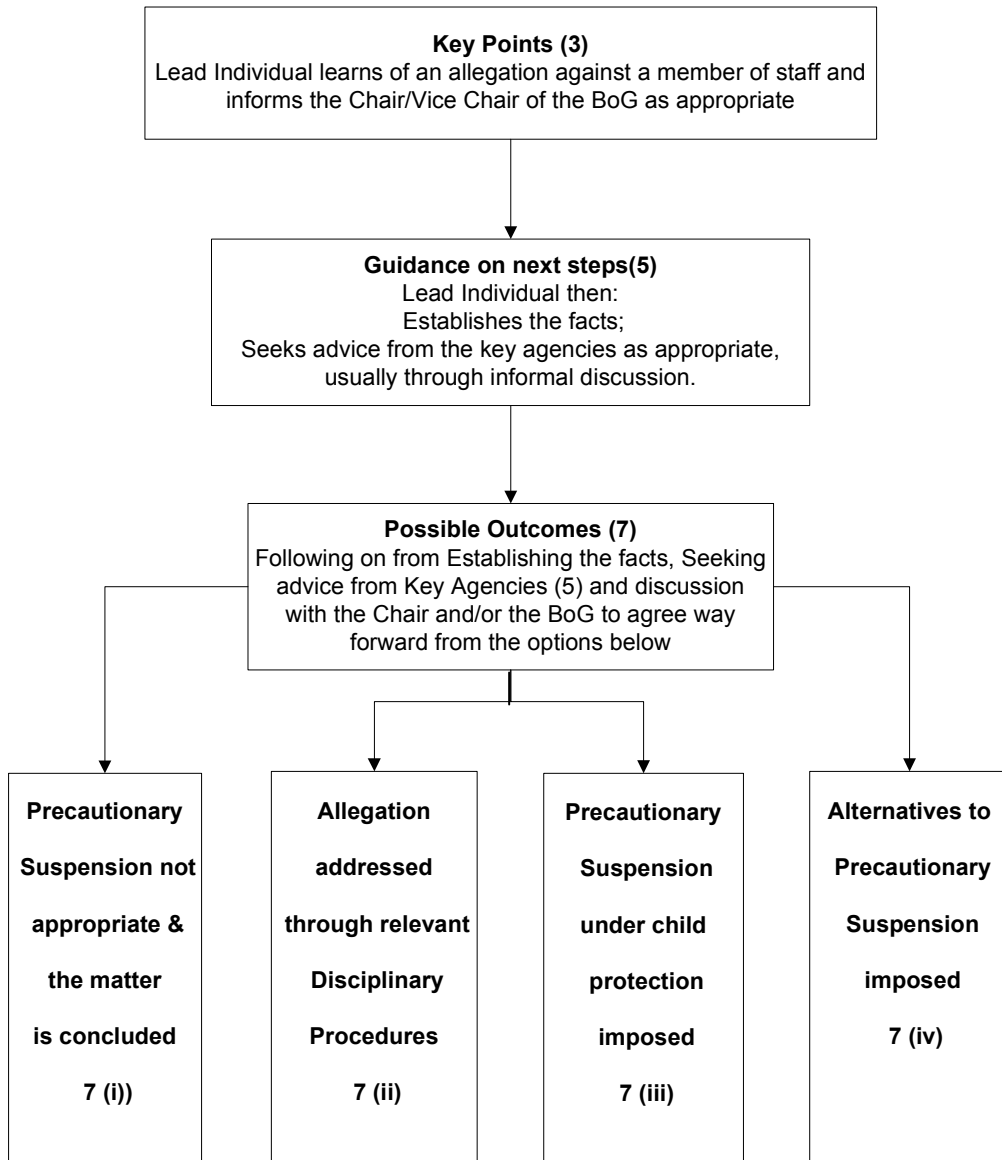 Key Points (3)
Lead Individual learns of an allegation against a member of staff and
informs the Chair/Vice Chair of the BoG as appropriate
Guidance on next steps(5)
Lead Individual then:
Establishes the facts;
Seeks advice from the key agencies as appropriate,
usually through informal discussion.
Possible Outcomes (7)
Following on from Establishing the facts, Seeking
advice from Key Agencies (5) and discussion
with the Chair and/or the BoG to agree way
forward from the options below
Precautionary
Suspension not
appropriate &
the matter
is concluded
7 (i))
Allegation
addressed
through relevant
Disciplinary
Procedures
7 (ii)
Precautionary
Suspension
under child
protection
imposed
7 (iii)
Alternatives to
Precautionary
Suspension
imposed
7 (iv)